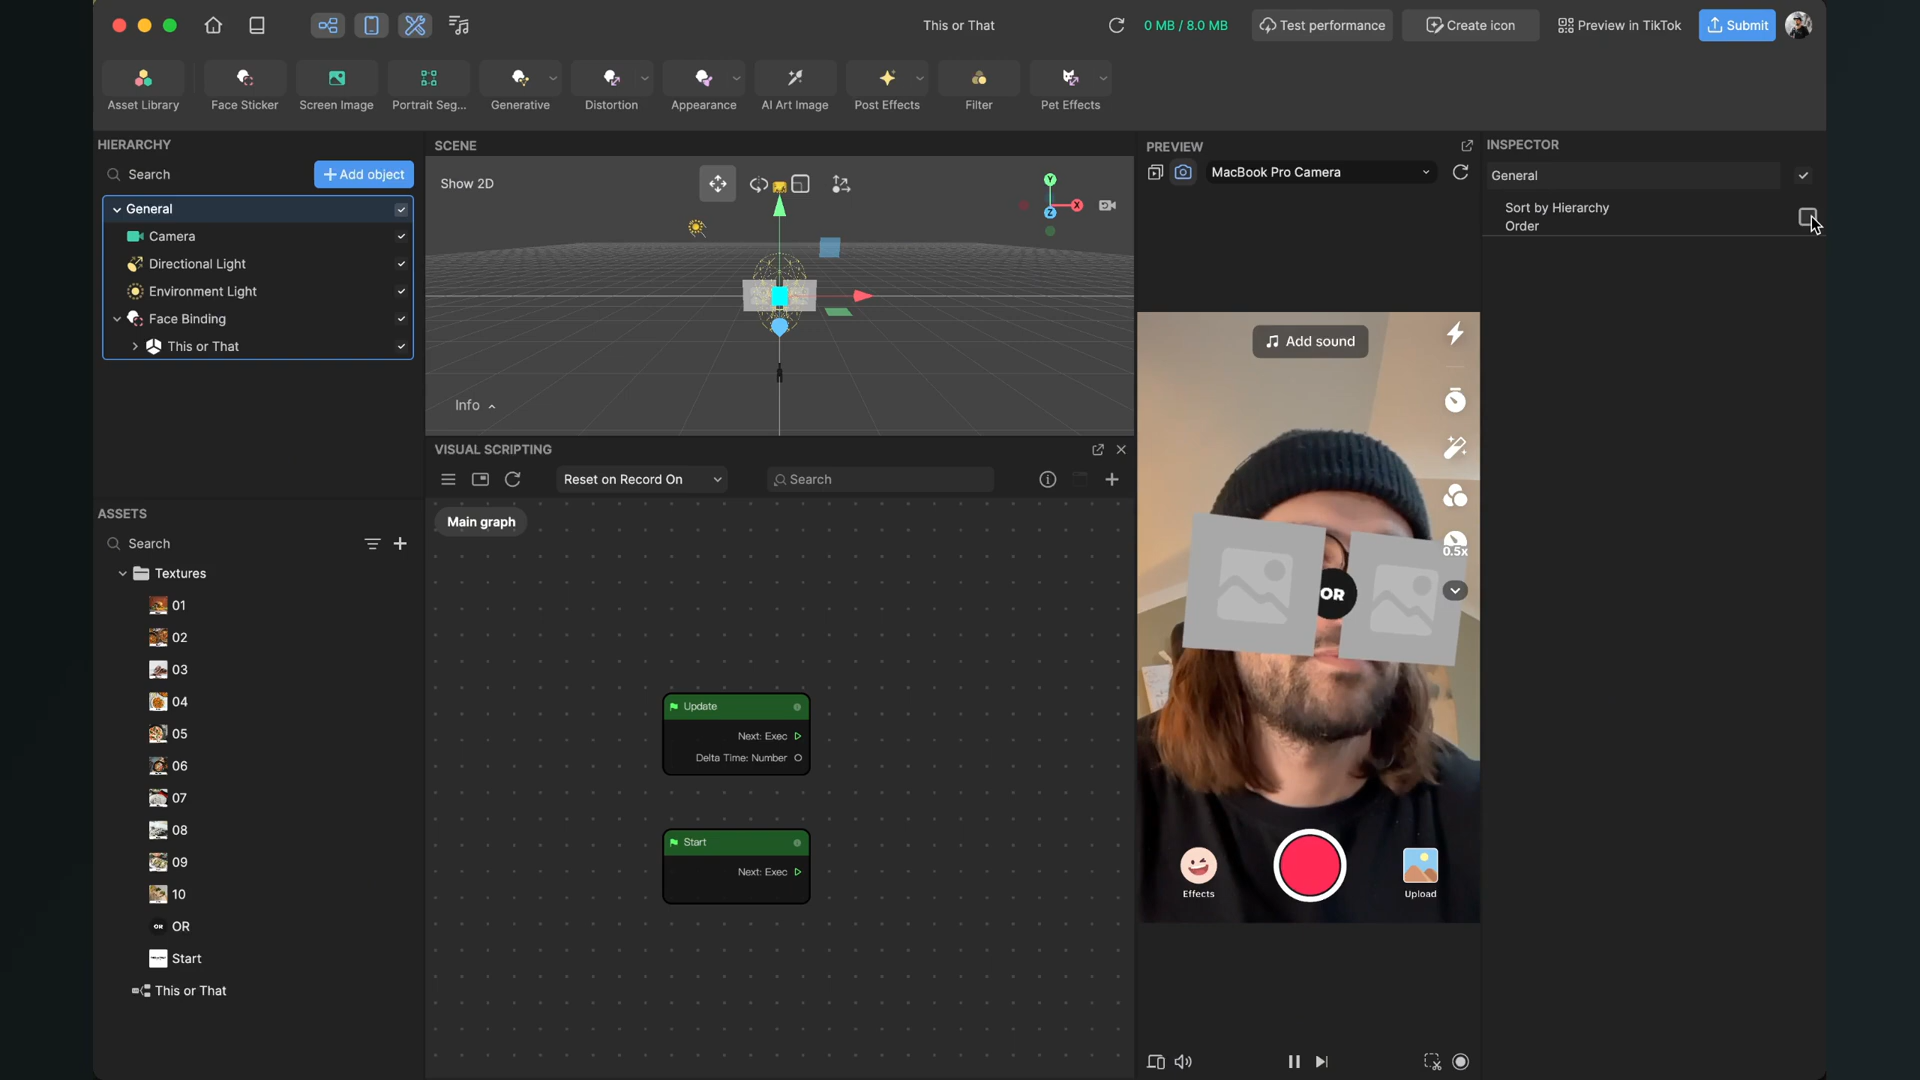 This or That
0 MB / 8.0 MB
Test performance
Create icon
Preview in TikTok
Submit
Asset Library
Face Sticker
Screen Image
Portrait Seg...
Generative
Distortion
Appearance
AI Art Image
Post Effects
Filter
Pet Effects
HIERARCHY
Search
+ Add object
General
Camera
Directional Light
Environment Light
Face Binding
This or That
ASSETS
Search
Textures
01
02
03
04
05
06
07
08
09
10
OR
Start
This or That
SCENE
Show 2D
Y
X
Z
Info
VISUAL SCRIPTING
Reset on Record On
Search
Main graph
Update
Next: Exec
Delta Time: Number
Start
Next: Exec
PREVIEW
MacBook Pro Camera
Add sound
0.5x
OR
Effects
Upload
INSPECTOR
General
Sort by Hierarchy
Order